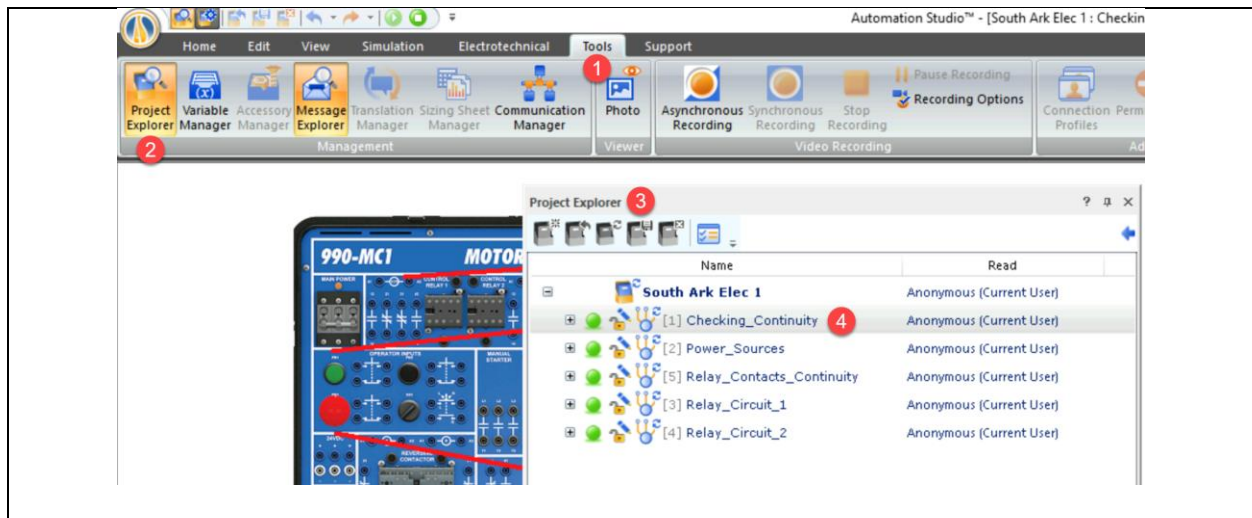 Automation Studio™ - [South Ark Elec 1 : Checkin
Home Edit View Simulation Electrotechnical Tools Support
1
Project Explorer
Variable Manager
Accessory Manager
Message Explorer
Translation Manager
Sizing Sheet Manager
Communication Manager
Photo
Asynchronous Recording
Synchronous Recording
Stop Recording
Pause Recording
Recording Options
Connection Profiles
Perm
2
Management
Viewer
Video Recording
Ad
Project Explorer 3
Name Read
South Ark Elec 1 Anonymous (Current User)
[1] Checking_Continuity 4 Anonymous (Current User)
[2] Power_Sources Anonymous (Current User)
[5] Relay_Contacts_Continuity Anonymous (Current User)
[3] Relay_Circuit_1 Anonymous (Current User)
[4] Relay_Circuit_2 Anonymous (Current User)
990-MC1 MOTOR
MAIN POWER
CONTROL RELAY 1
CONTROL RELAY 2
OPERATOR INPUTS
MANUAL STARTER
24VDC
CONTACTOR